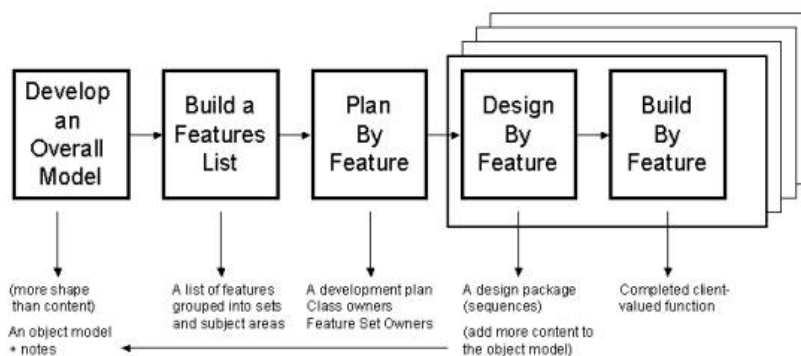 Develop
an
Overall
Model
Build a
Features
List
Plan
By
Feature
Design
By
Feature
Build
By
Feature
(more shape
than content)
An object model
+ notes
A list of features
grouped into sets
and subject areas
A development plan
Class owners
Feature Set Owners
A design package
(sequences)
(add more content to
the object model)
Completed client-
valued function